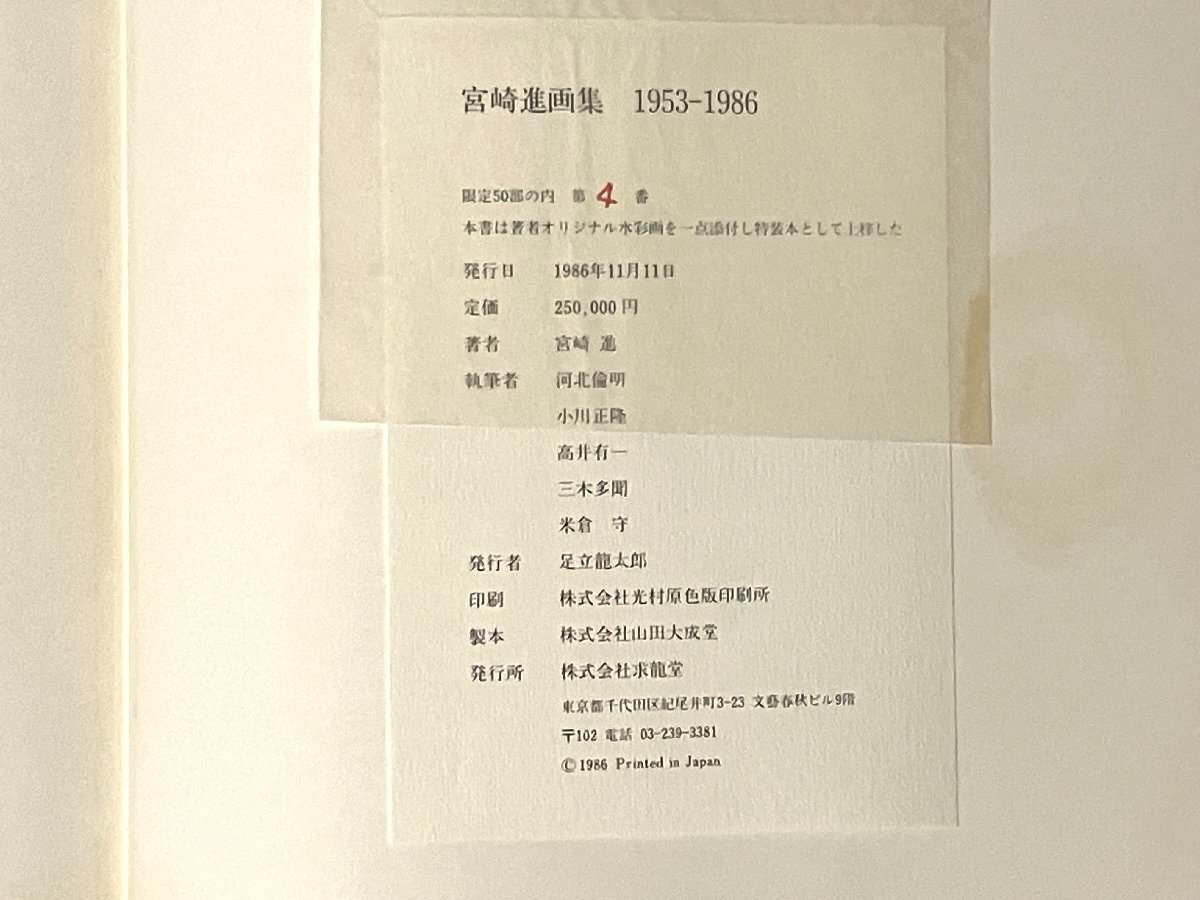 宮崎進画集 1953-1986
限定50部の内 第 4 番
本書は著者オリジナル水彩画を一点添付し特装本として上梓した
発行日 1986年11月11日
定価 250,000円
著者 宮崎 進
執筆者 河北倫明
小川正隆
高井有一
三木多聞
米倉 守
発行者 足立龍太郎
印刷 株式会社光村原色版印刷所
製本 株式会社山田大成堂
発行所 株式会社求龍堂
東京都千代田区紀尾井町3-23 文藝春秋ビル9階
〒102 電話 03-239-3381
©1986 Printed in Japan